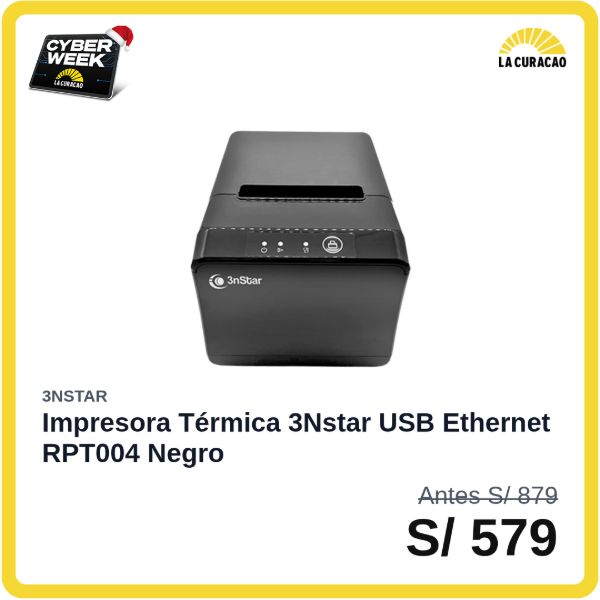 CYBER
WEEK
LA CURACAO
LA CURACAO
3nStar
3NSTAR
Impresora Térmica 3Nstar USB Ethernet
RPT004 Negro
Antes S/ 879
S/ 579